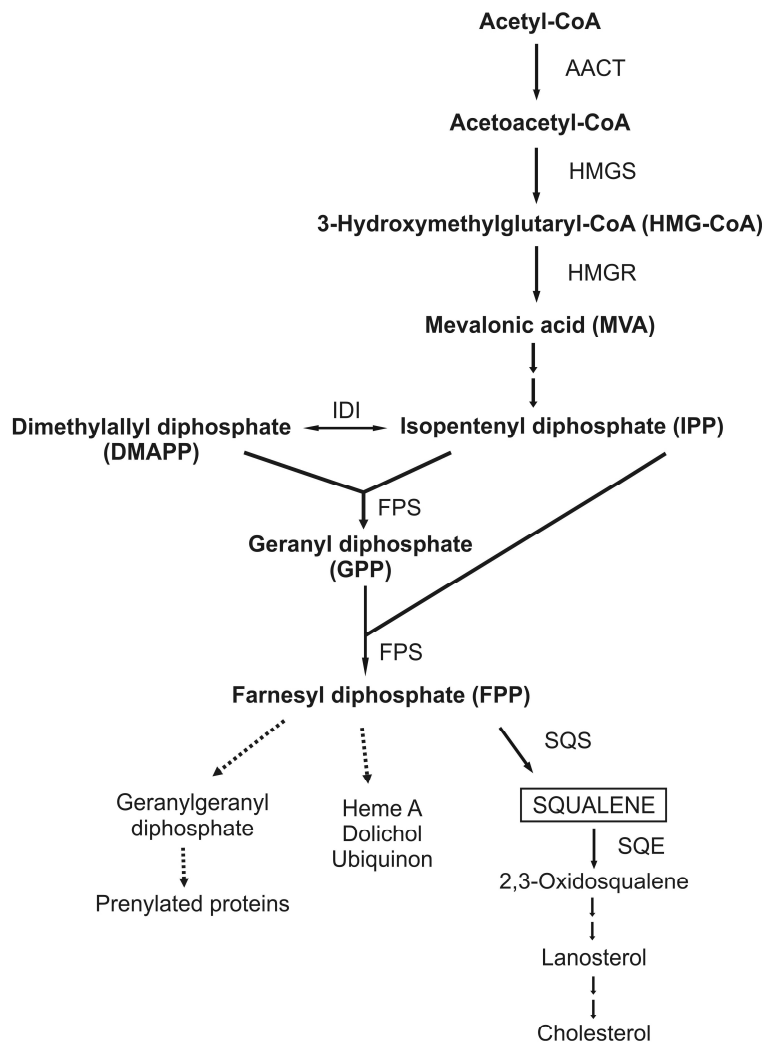 Acetyl-CoA
AACT
Acetoacetyl-CoA
HMGS
3-Hydroxymethylglutaryl-CoA (HMG-CoA)
HMGR
Mevalonic acid (MVA)
IDI
Dimethylallyl diphosphate
(DMAPP)
Isopentenyl diphosphate (IPP)
FPS
Geranyl diphosphate
(GPP)
FPS
Farnesyl diphosphate (FPP)
SQS
Geranylgeranyl
diphosphate
Heme A
Dolichol
Ubiquinon
SQUALENE
SQE
2,3-Oxidosqualene
Prenylated proteins
Lanosterol
Cholesterol